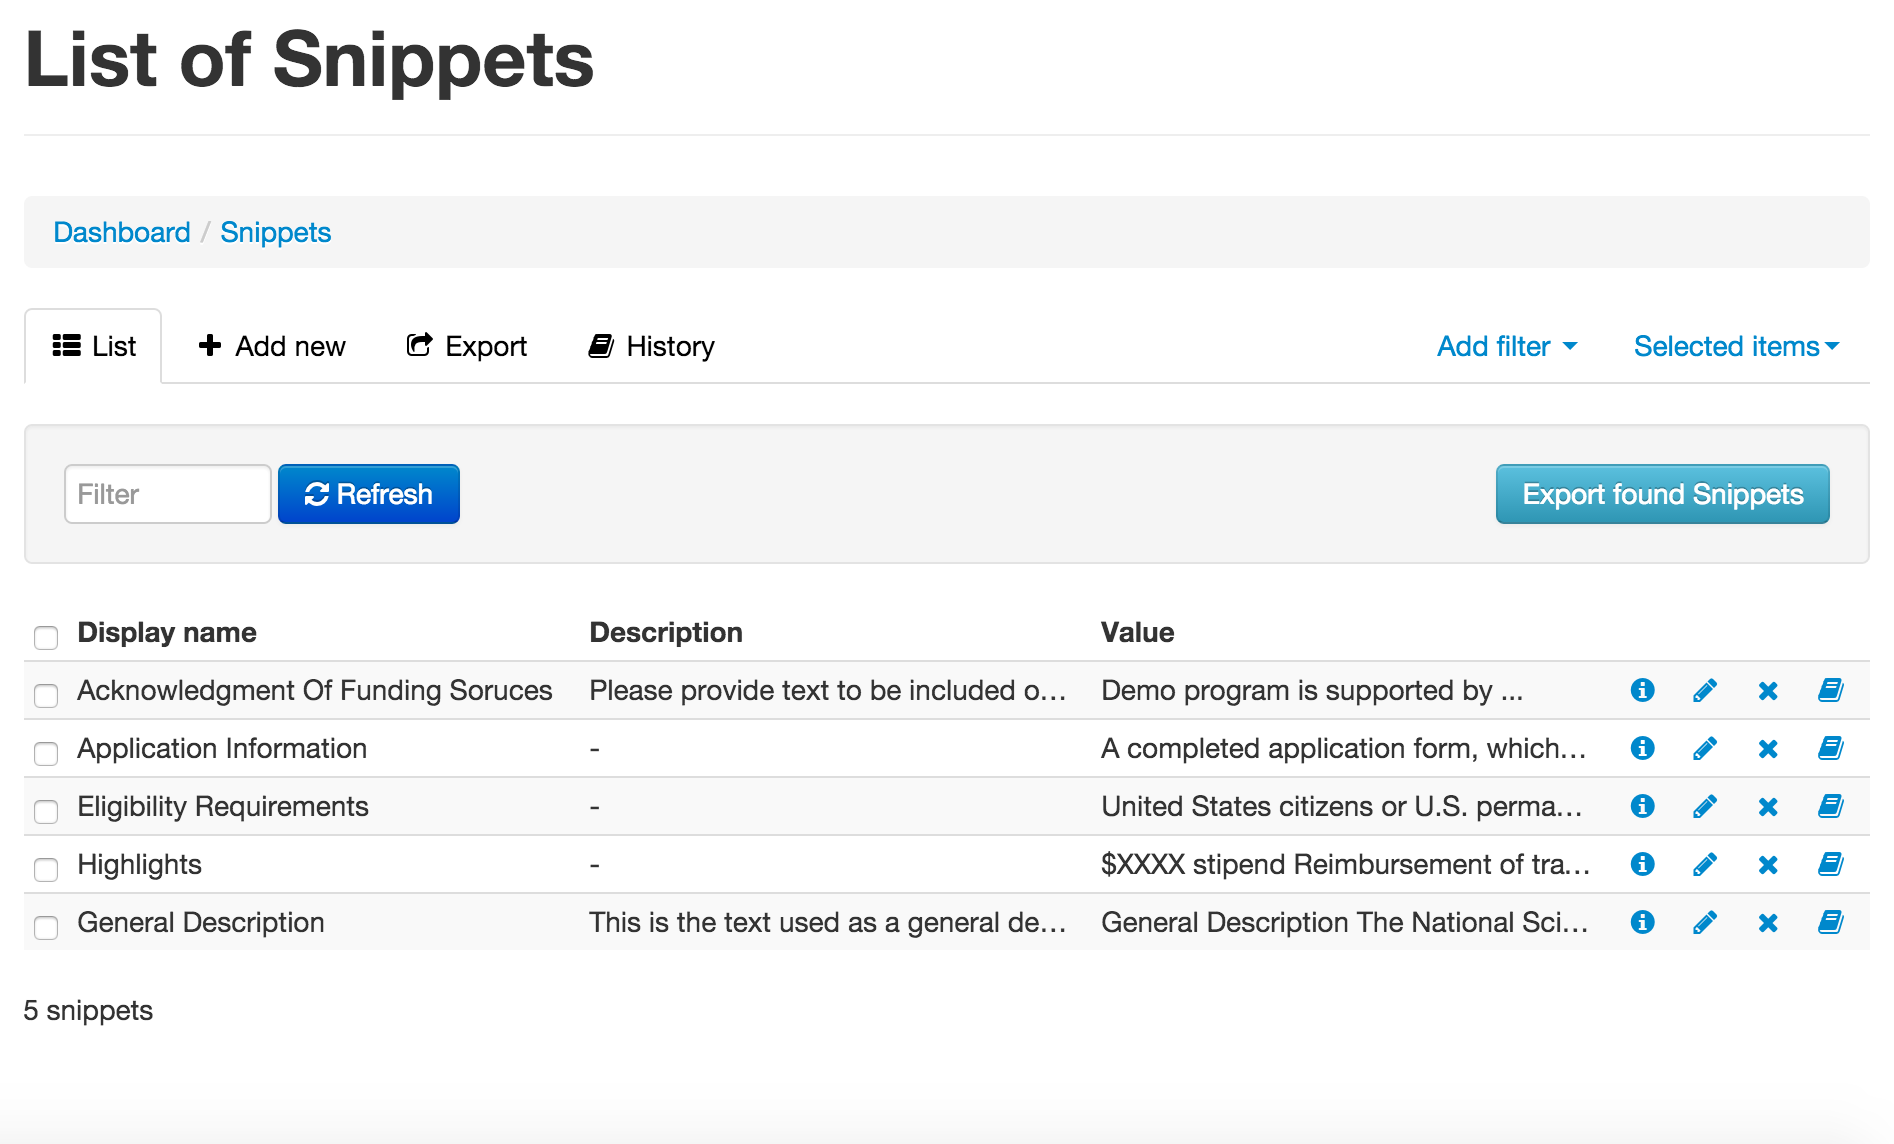 List of Snippets
Dashboard / Snippets
List Add new Export History Add filter Selected items
Filter Refresh Export found Snippets
Display name Description Value
Acknowledgment Of Funding Soruces Please provide text to be included o... Demo program is supported by ...
Application Information - A completed application form, which...
Eligibility Requirements - United States citizens or U.S. perma...
Highlights - $XXXX stipend Reimbursement of tra...
General Description This is the text used as a general de... General Description The National Sci...
5 snippets